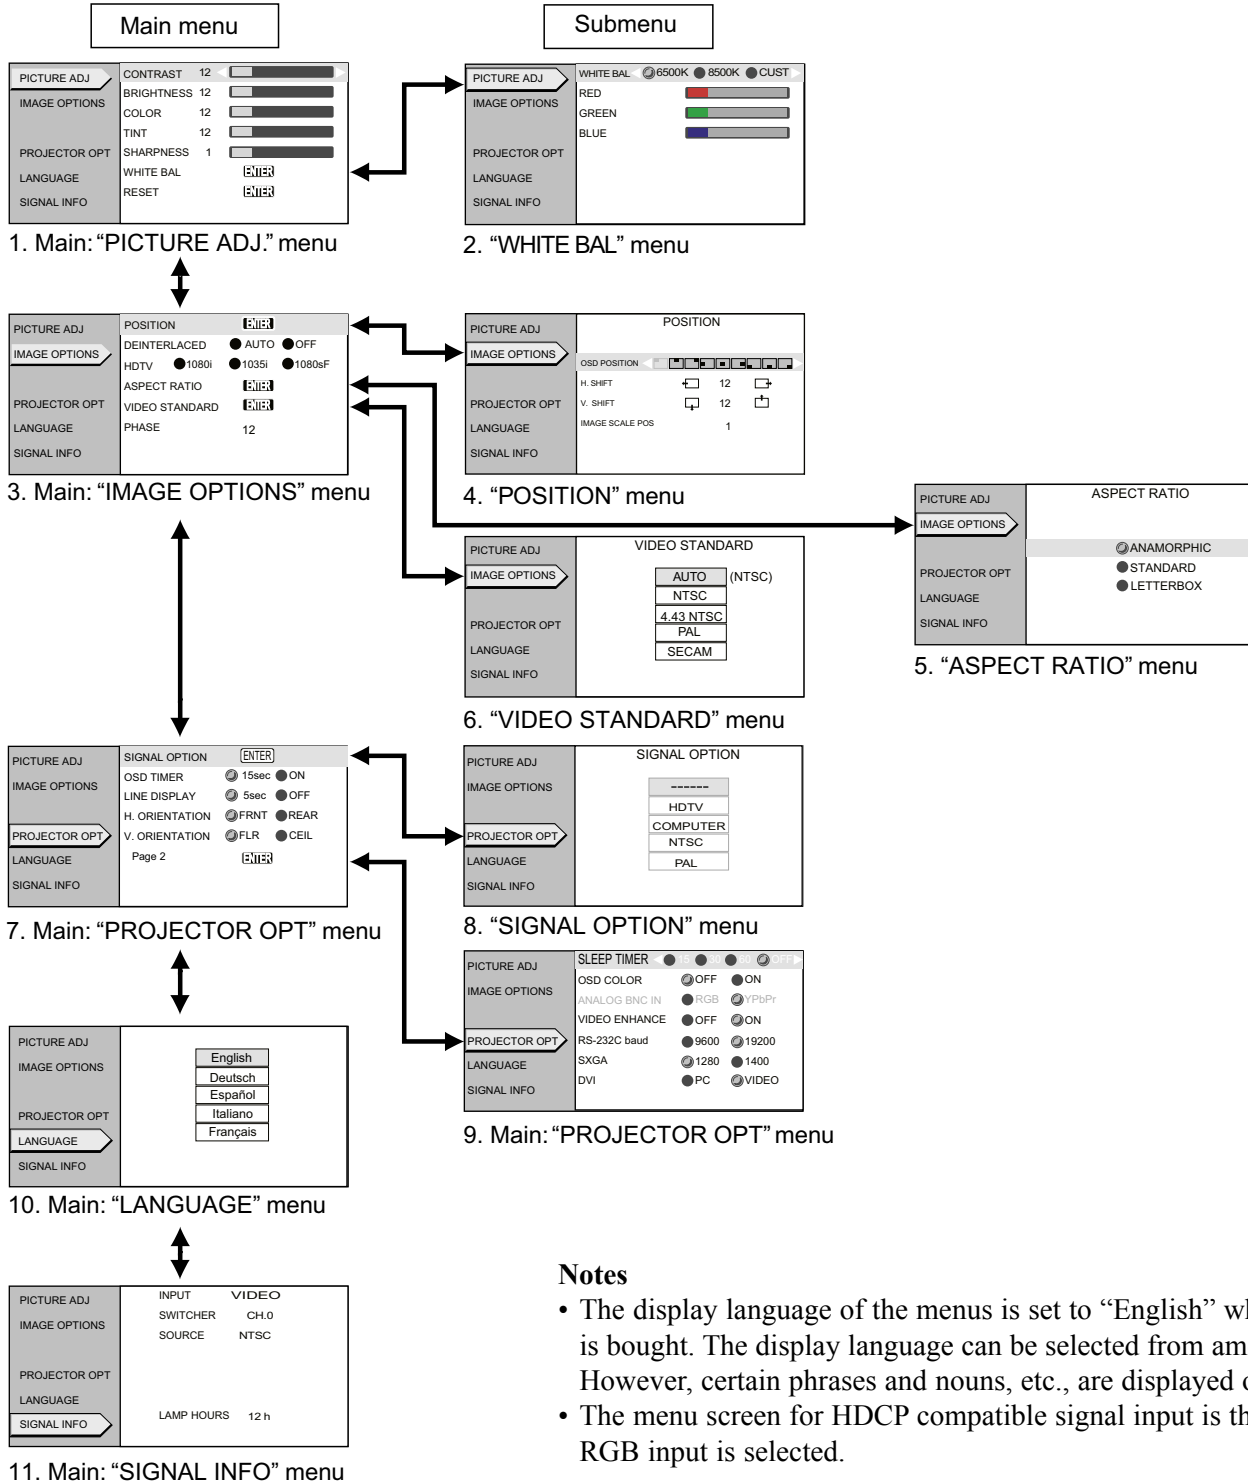 Main menu
Submenu
PICTURE ADJ
IMAGE OPTIONS
PROJECTOR OPT
LANGUAGE
SIGNAL INFO
CONTRAST 12
BRIGHTNESS 12
COLOR 12
TINT 12
SHARPNESS 1
WHITE BAL ENTER
RESET ENTER
1. Main: “PICTURE ADJ.” menu
PICTURE ADJ
IMAGE OPTIONS
PROJECTOR OPT
LANGUAGE
SIGNAL INFO
WHITE BAL 6500K 8500K CUST
RED
GREEN
BLUE
2. “WHITE BAL” menu
PICTURE ADJ
IMAGE OPTIONS
PROJECTOR OPT
LANGUAGE
SIGNAL INFO
POSITION ENTER
DEINTERLACED AUTO OFF
HDTV 1080i 1035i 1080sF
ASPECT RATIO ENTER
VIDEO STANDARD ENTER
PHASE 12
3. Main: “IMAGE OPTIONS” menu
PICTURE ADJ
IMAGE OPTIONS
PROJECTOR OPT
LANGUAGE
SIGNAL INFO
POSITION
OSD POSITION
H. SHIFT 12
V. SHIFT 12
IMAGE SCALE POS 1
4. “POSITION” menu
PICTURE ADJ
IMAGE OPTIONS
PROJECTOR OPT
LANGUAGE
SIGNAL INFO
ASPECT RATIO
ANAMORPHIC
STANDARD
LETTERBOX
5. “ASPECT RATIO” menu
PICTURE ADJ
IMAGE OPTIONS
PROJECTOR OPT
LANGUAGE
SIGNAL INFO
VIDEO STANDARD
AUTO (NTSC)
NTSC
4.43 NTSC
PAL
SECAM
6. “VIDEO STANDARD” menu
PICTURE ADJ
IMAGE OPTIONS
PROJECTOR OPT
LANGUAGE
SIGNAL INFO
SIGNAL OPTION ENTER
OSD TIMER 15sec ON
LINE DISPLAY 5sec OFF
H. ORIENTATION FRNT REAR
V. ORIENTATION FLR CEIL
Page 2 ENTER
7. Main: “PROJECTOR OPT” menu
PICTURE ADJ
IMAGE OPTIONS
PROJECTOR OPT
LANGUAGE
SIGNAL INFO
SIGNAL OPTION
------
HDTV
COMPUTER
NTSC
PAL
8. “SIGNAL OPTION” menu
PICTURE ADJ
IMAGE OPTIONS
PROJECTOR OPT
LANGUAGE
SIGNAL INFO
SLEEP TIMER 15 30 60 OFF
OSD COLOR OFF ON
ANALOG BNC IN RGB YPbPr
VIDEO ENHANCE OFF ON
RS-232C baud 9600 19200
SXGA 1280 1400
DVI PC VIDEO
9. Main: “PROJECTOR OPT” menu
PICTURE ADJ
IMAGE OPTIONS
PROJECTOR OPT
LANGUAGE
SIGNAL INFO
English
Deutsch
Español
Italiano
Français
10. Main: “LANGUAGE” menu
PICTURE ADJ
IMAGE OPTIONS
PROJECTOR OPT
LANGUAGE
SIGNAL INFO
INPUT VIDEO
SWITCHER CH.0
SOURCE NTSC
LAMP HOURS 12 h
11. Main: “SIGNAL INFO” menu
Notes
• The display language of the menus is set to “English”
is bought. The display language can be selected from
However, certain phrases and nouns, etc., are displayed
• The menu screen for HDCP compatible signal input is
RGB input is selected.